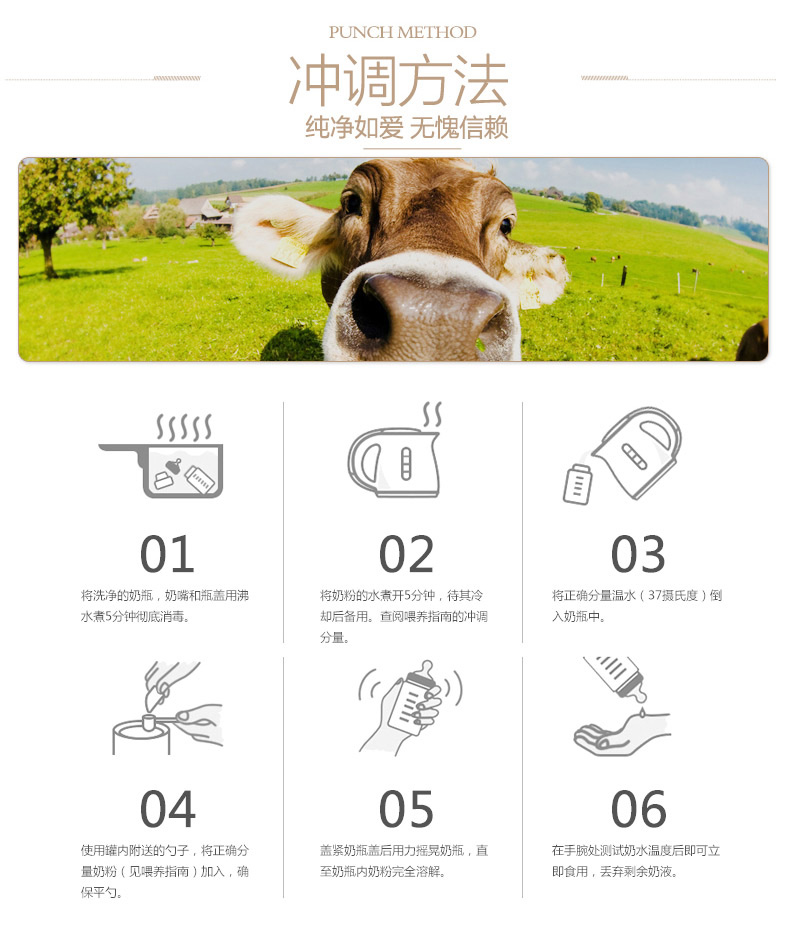 PUNCH METHOD
冲调方法
纯净如爱 无愧信赖
01
将洗净的奶瓶，奶嘴和瓶盖用沸
水煮5分钟彻底消毒。
02
将奶粉的水煮开5分钟，待其冷
却后备用。查阅喂养指南的冲调
分量。
03
将正确分量温水（37摄氏度）倒
入奶瓶中。
04
使用罐内附送的勺子，将正确分
量奶粉（见喂养指南）加入，确
保平勺。
05
盖紧奶瓶盖后用力摇晃奶瓶，直
至奶瓶内奶粉完全溶解。
06
在手腕处测试奶水温度后即可立
即食用，丢弃剩余奶液。